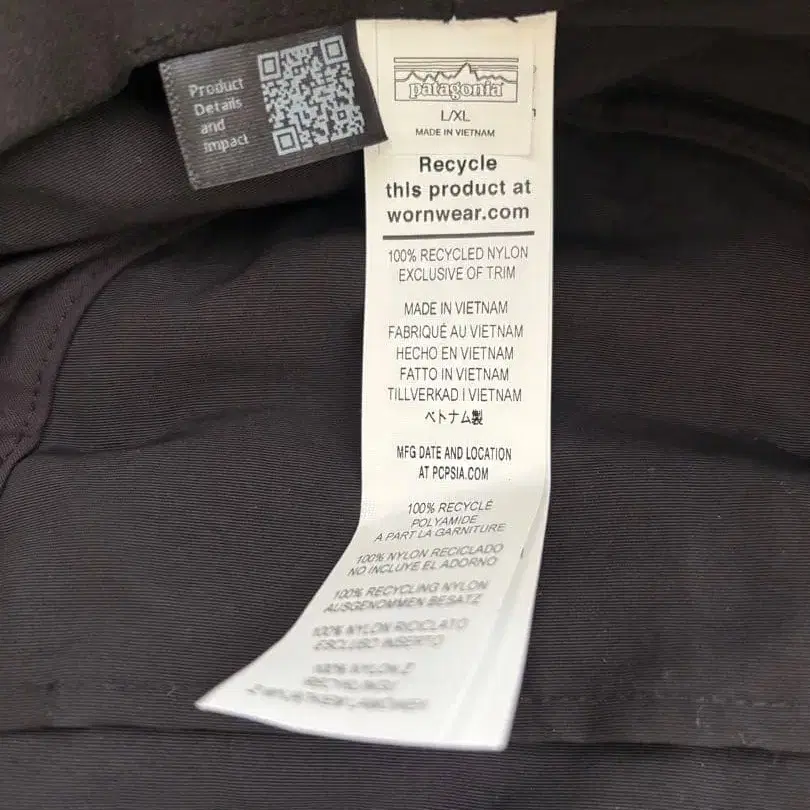 Product
Details
and
Impact
patagonia
L/XL
MADE IN VIETNAM
Recycle
this product at
wornwear.com
100% RECYCLED NYLON
EXCLUSIVE OF TRIM
MADE IN VIETNAM
FABRIQUÉ AU VIETNAM
HECHO EN VIETNAM
FATTO IN VIETNAM
TILLVERKAD I VIETNAM
ベトナム製
MFG DATE AND LOCATION
AT PCPSIA.COM
100% RECYCLÉ
POLYAMIDE
A PART LA GARNITURE
100% NYLON RECICLADO
NO INCLUYE EL ADORNO
100% RECYCLING NYLON
AUSGENOMMEN BESATZ
100% NYLON RICICLATO
ESCLUSO INSERTO
100% NYLON Z